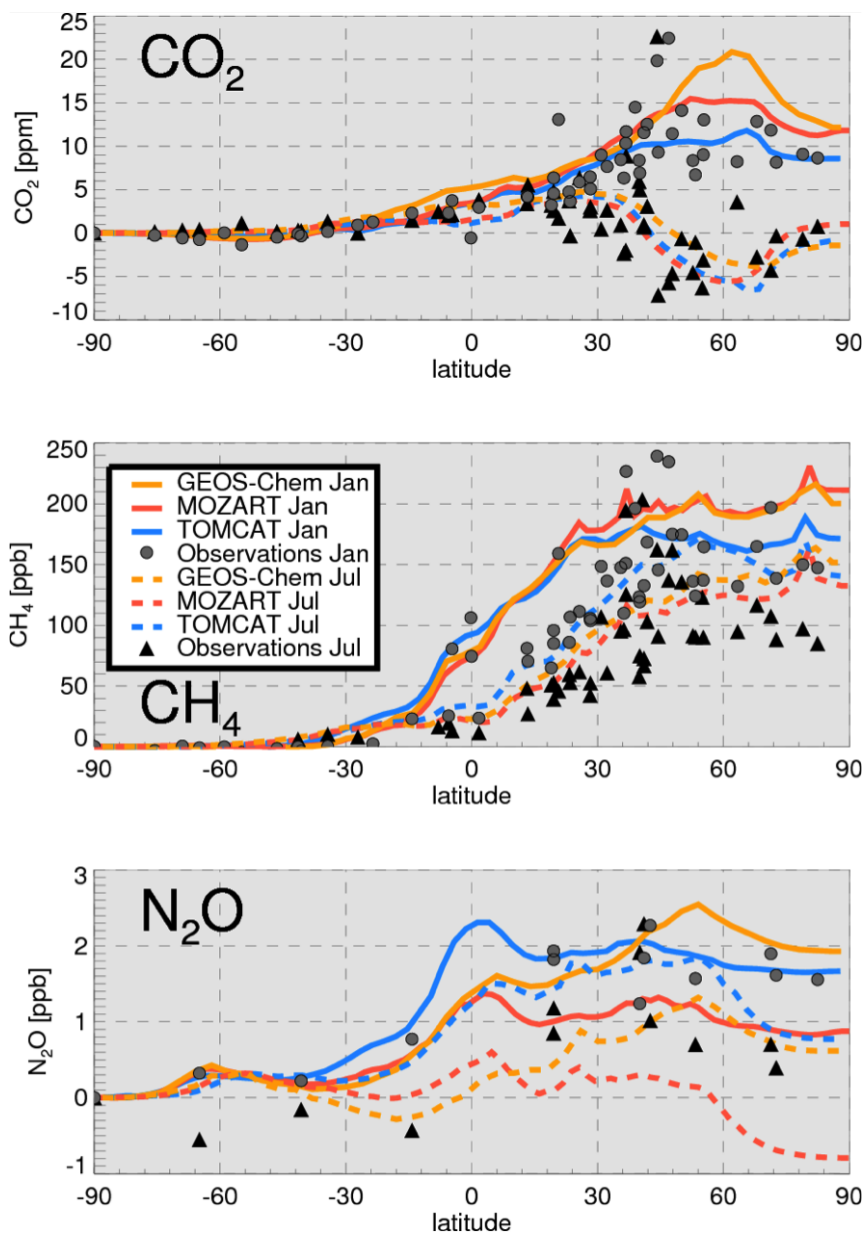 25
20
15
10
5
0
-5
-10
CO2 [ppm]
CO2
-90 -60 -30 0 30 60 90
latitude
250
200
150
100
50
0
CH4 [ppb]
GEOS-Chem Jan
MOZART Jan
TOMCAT Jan
Observations Jan
GEOS-Chem Jul
MOZART Jul
TOMCAT Jul
Observations Jul
CH4
-90 -60 -30 0 30 60 90
latitude
3
2
1
0
-1
N2O [ppb]
N2O
-90 -60 -30 0 30 60 90
latitude